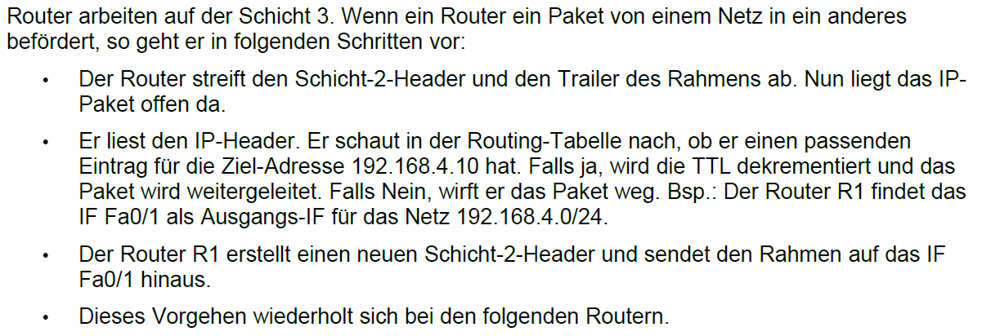 Router arbeiten auf der Schicht 3. Wenn ein Router ein Paket von einem Netz in ein anderes
befördert, so geht er in folgenden Schritten vor:
• Der Router streift den Schicht-2-Header und den Trailer des Rahmens ab. Nun liegt das IP-
Paket offen da.
• Er liest den IP-Header. Er schaut in der Routing-Tabelle nach, ob er einen passenden
Eintrag für die Ziel-Adresse 192.168.4.10 hat. Falls ja, wird die TTL dekrementiert und das
Paket wird weitergeleitet. Falls Nein, wirft er das Paket weg. Bsp.: Der Router R1 findet das
IF Fa0/1 als Ausgangs-IF für das Netz 192.168.4.0/24.
• Der Router R1 erstellt einen neuen Schicht-2-Header und sendet den Rahmen auf das IF
Fa0/1 hinaus.
• Dieses Vorgehen wiederholt sich bei den folgenden Routern.